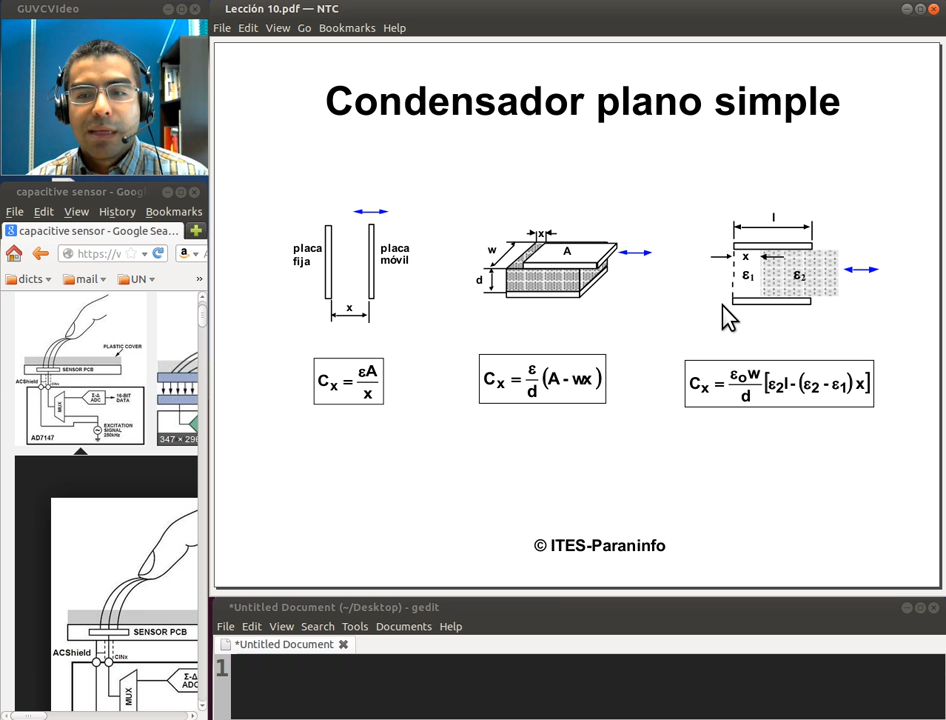 GUVCVIdeo
Lección 10.pdf — NTC
File Edit View Go Bookmarks Help
Condensador plano simple
placa
fija
placa
móvil
x
w
x
A
d
l
x
ε1
ε2
Cx = εA/x
Cx = ε/d (A - wx)
Cx = εow/d [ε2l - (ε2 - ε1) x]
© ITES-Paraninfo
capacitive sensor - Goog
File Edit View History Bookmarks
capacitive sensor - Google Sea...
https://v
dicts
mail
UN
»
PLASTIC COVER
SENSOR PCB
ACShield
CINx
MUX
Σ-Δ
ADC
16-BIT
DATA
EXCITATION
SIGNAL
250kHz
AD7147
347 × 296
SENSOR PCB
ACShield
CINx
MUX
Σ-Δ
ADC
*Untitled Document (~/Desktop) - gedit
File Edit View Search Tools Documents Help
*Untitled Document
1